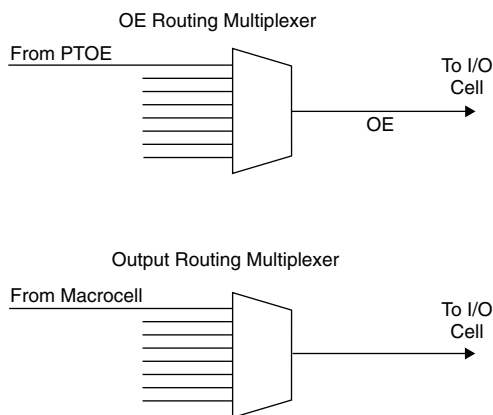 OE Routing Multiplexer
From PTOE
To I/O
Cell
OE
Output Routing Multiplexer
From Macrocell
To I/O
Cell